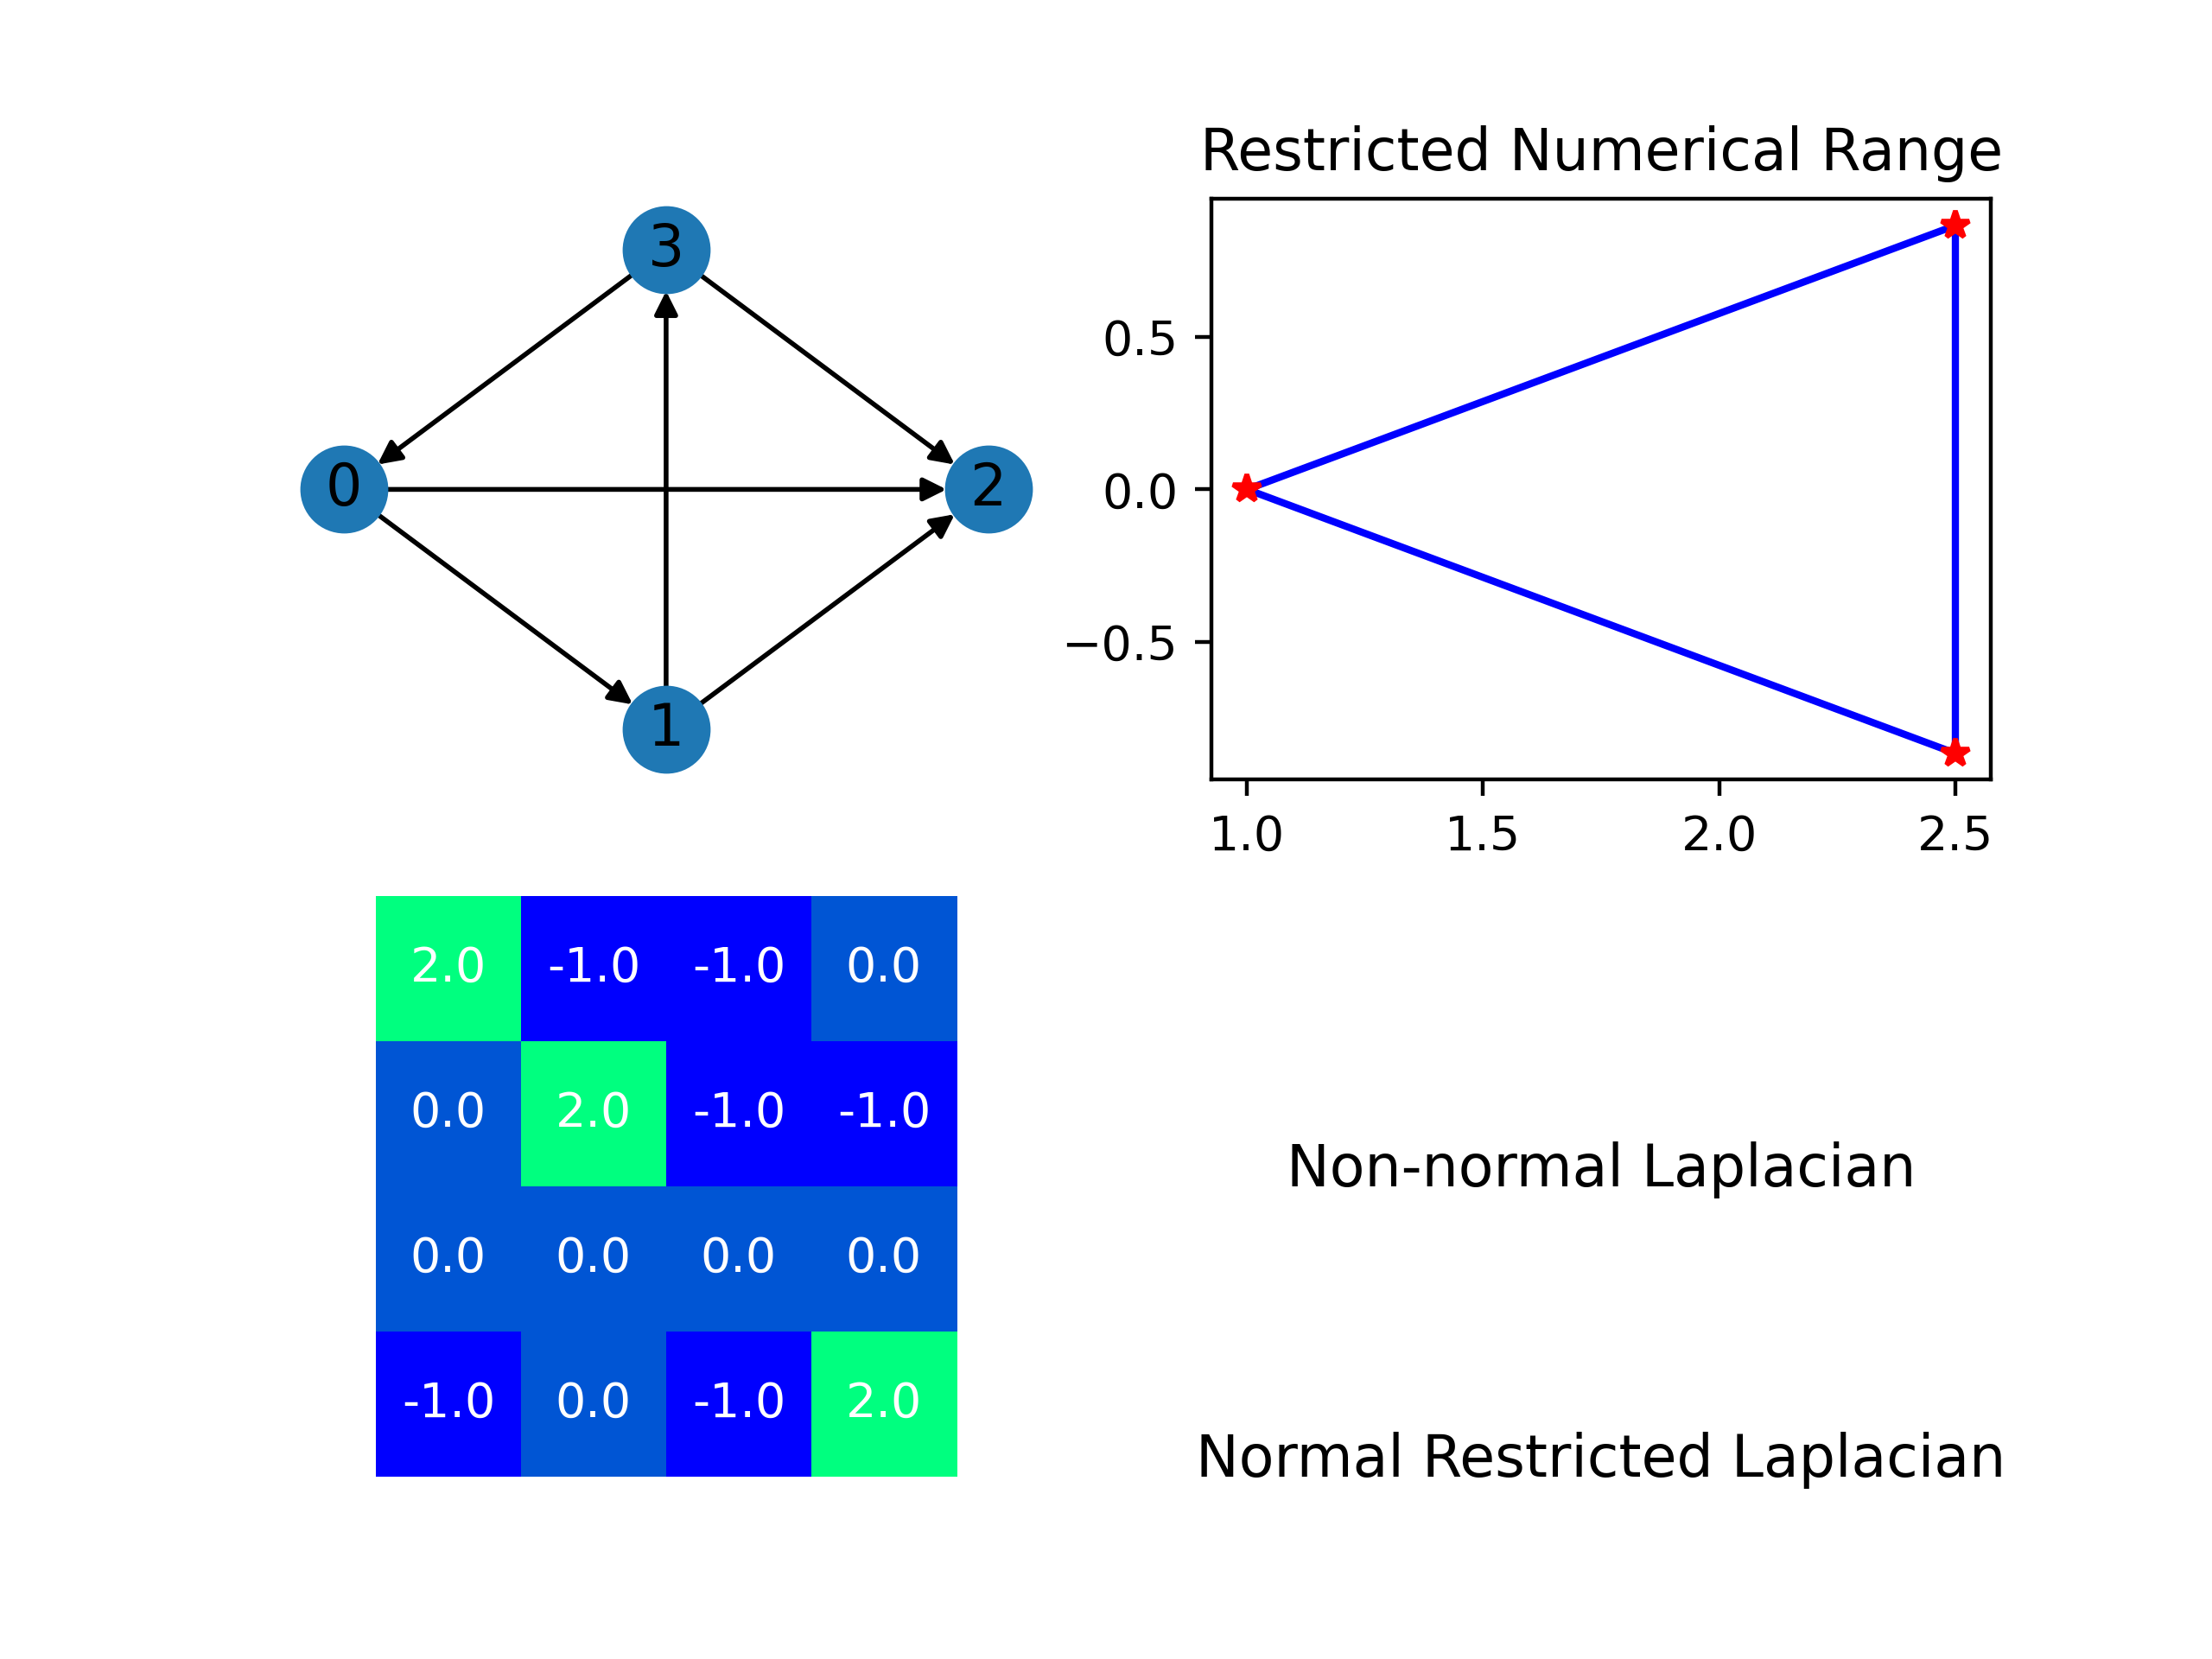 3
0
2
1
Restricted Numerical Range
0.5
0.0
−0.5
1.0 1.5 2.0 2.5
2.0 -1.0 -1.0 0.0
0.0 2.0 -1.0 -1.0
0.0 0.0 0.0 0.0
-1.0 0.0 -1.0 2.0
Non-normal Laplacian
Normal Restricted Laplacian